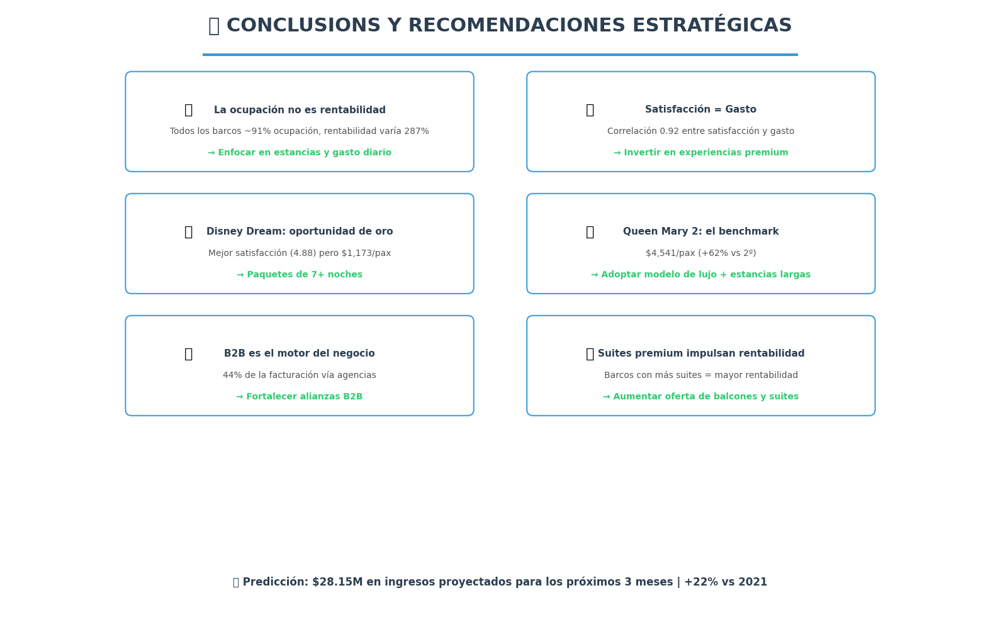 CONCLUSIONS Y RECOMENDACIONES ESTRATÉGICAS
La ocupación no es rentabilidad
Todos los barcos ~91% ocupación, rentabilidad varía 287%
→ Enfocar en estancias y gasto diario
Satisfacción = Gasto
Correlación 0.92 entre satisfacción y gasto
→ Invertir en experiencias premium
Disney Dream: oportunidad de oro
Mejor satisfacción (4.88) pero $1,173/pax
→ Paquetes de 7+ noches
Queen Mary 2: el benchmark
$4,541/pax (+62% vs 2º)
→ Adoptar modelo de lujo + estancias largas
B2B es el motor del negocio
44% de la facturación vía agencias
→ Fortalecer alianzas B2B
Suites premium impulsan rentabilidad
Barcos con más suites = mayor rentabilidad
→ Aumentar oferta de balcones y suites
Predicción: $28.15M en ingresos proyectados para los próximos 3 meses | +22% vs 2021